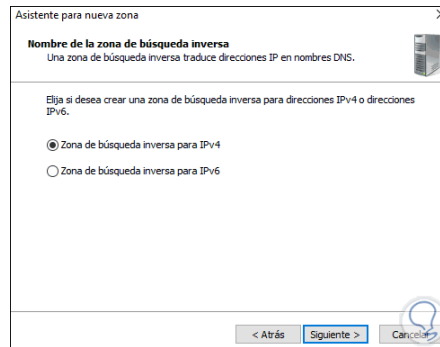 Asistente para nueva zona
Nombre de la zona de búsqueda inversa
Una zona de búsqueda inversa traduce direcciones IP en nombres DNS.
Elija si desea crear una zona de búsqueda inversa para direcciones IPv4 o direcciones
IPv6.
Zona de búsqueda inversa para IPv4
Zona de búsqueda inversa para IPv6
< Atrás Siguiente > Cancelar